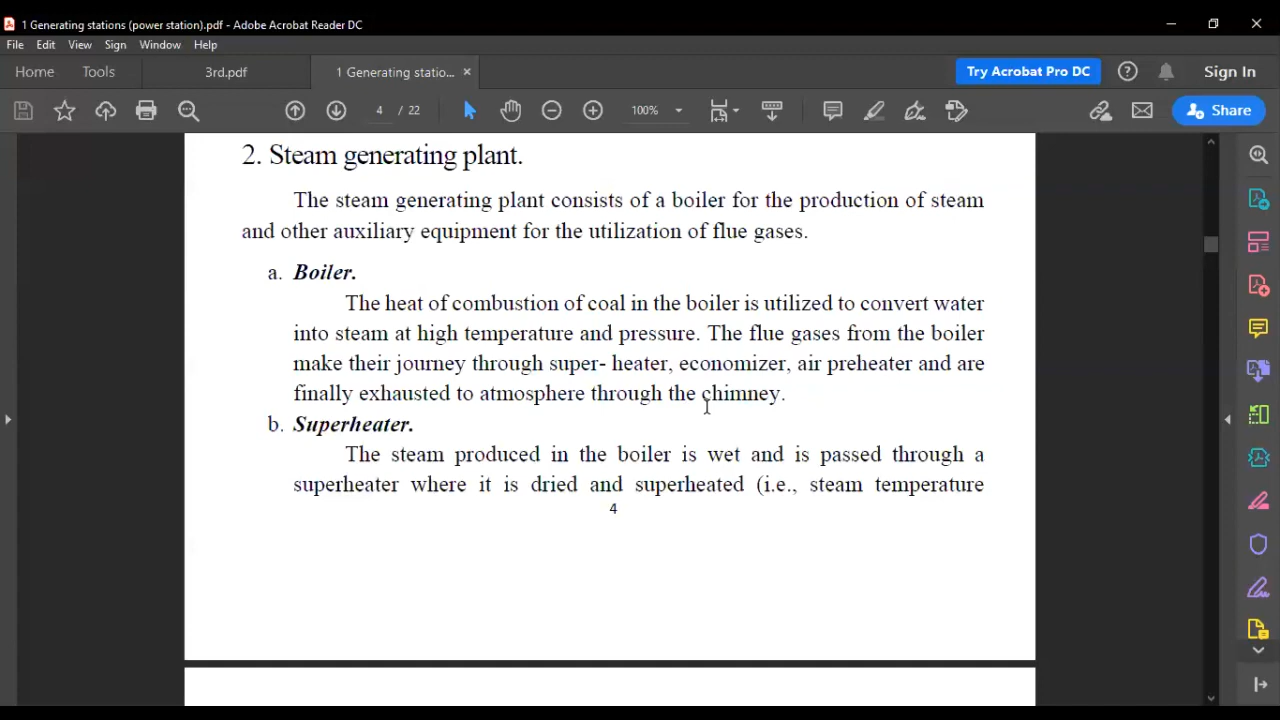 1 Generating stations (power station).pdf - Adobe Acrobat Reader DC
File Edit View Sign Window Help
Home Tools 3rd.pdf 1 Generating statio... × Try Acrobat Pro DC Sign In
4 / 22 100% Share
2. Steam generating plant.
The steam generating plant consists of a boiler for the production of steam
and other auxiliary equipment for the utilization of flue gases.
a. Boiler.
The heat of combustion of coal in the boiler is utilized to convert water
into steam at high temperature and pressure. The flue gases from the boiler
make their journey through super- heater, economizer, air preheater and are
finally exhausted to atmosphere through the chimney.
b. Superheater.
The steam produced in the boiler is wet and is passed through a
superheater where it is dried and superheated (i.e., steam temperature
4